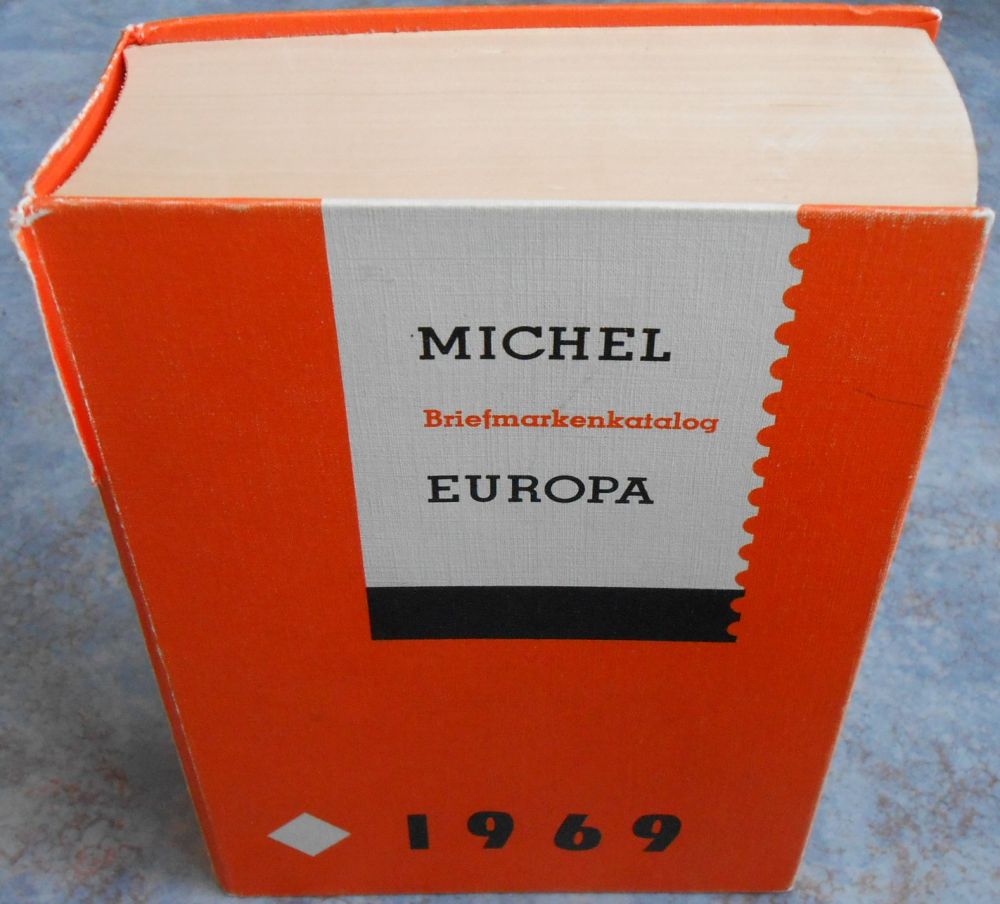 MICHEL
Briefmarkenkatalog
EUROPA
1969